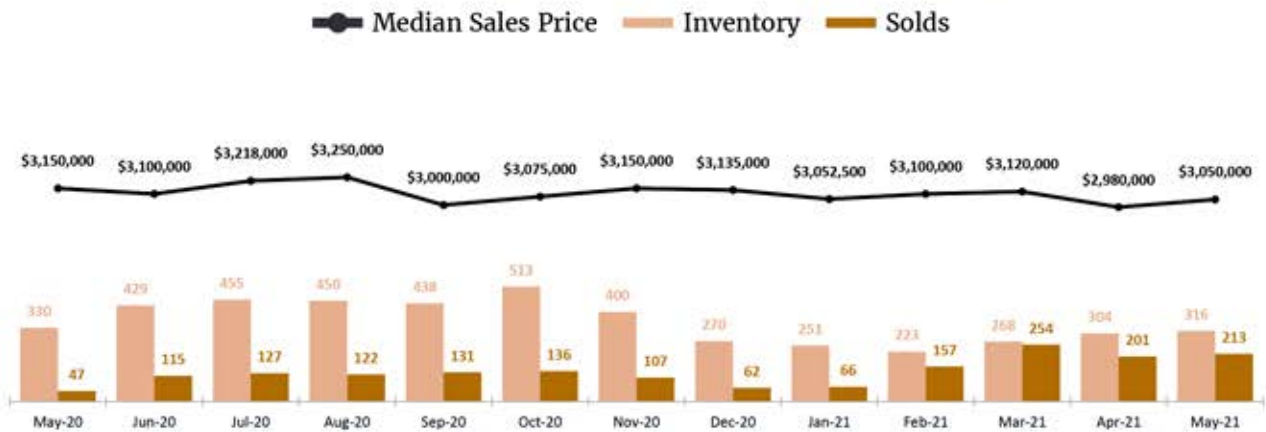 Median Sales Price Inventory Solds
$3,150,000 $3,100,000 $3,218,000 $3,250,000 $3,000,000 $3,075,000 $3,150,000 $3,135,000 $3,052,500 $3,100,000 $3,120,000 $2,980,000 $3,050,000
330 429 455 450 438 513 400 270 251 223 268 304 316
47 115 127 122 131 136 107 62 66 157 254 201 213
May-20 Jun-20 Jul-20 Aug-20 Sep-20 Oct-20 Nov-20 Dec-20 Jan-21 Feb-21 Mar-21 Apr-21 May-21